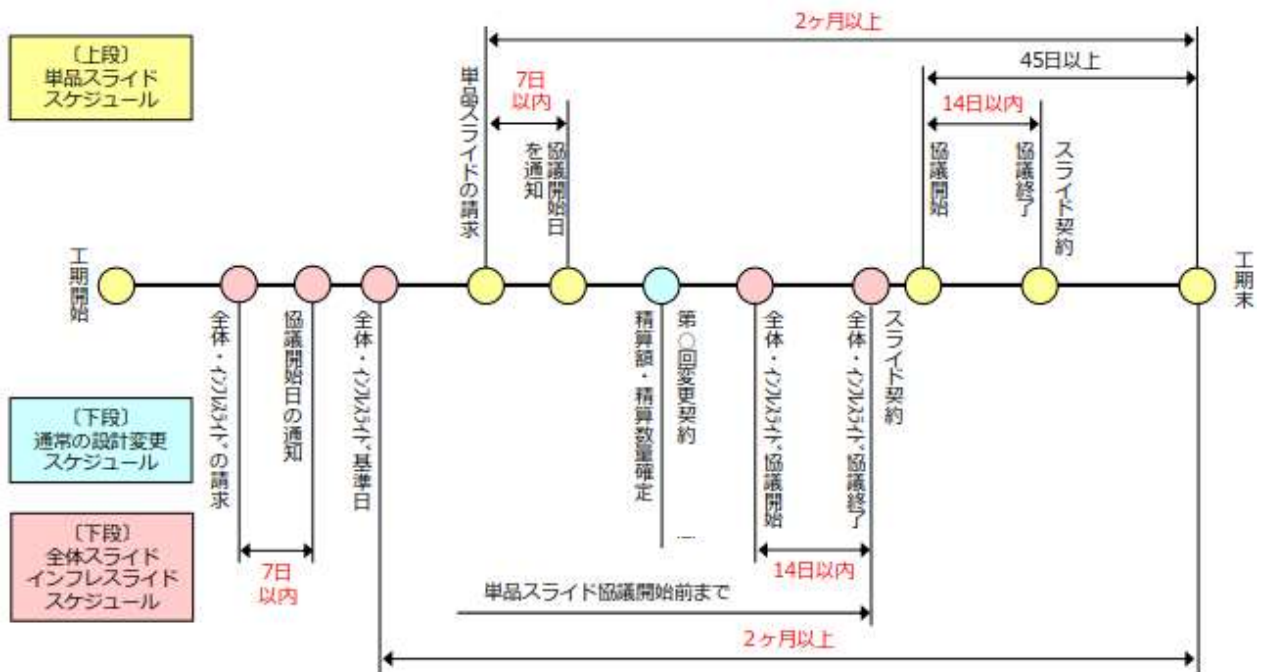 〔上段〕
単品スライド
スケジュール
2ヶ月以上
45日以上
7日
以内
14日以内
単品スライドの請求
協議開始日
を通知
協議開始
協議終了
スライド契約
工期開始
工期末
全体・インフレスライドの請求
協議開始日の通知
全体・インフレスライド基準日
第○回変更契約
精算額・精算数量確定
全体・インフレスライド協議開始
スライド契約
全体・インフレスライド協議終了
〔下段〕
通常の設計変更
スケジュール
〔下段〕
全体スライド
インフレスライド
スケジュール
7日
以内
14日以内
単品スライド協議開始前まで
2ヶ月以上